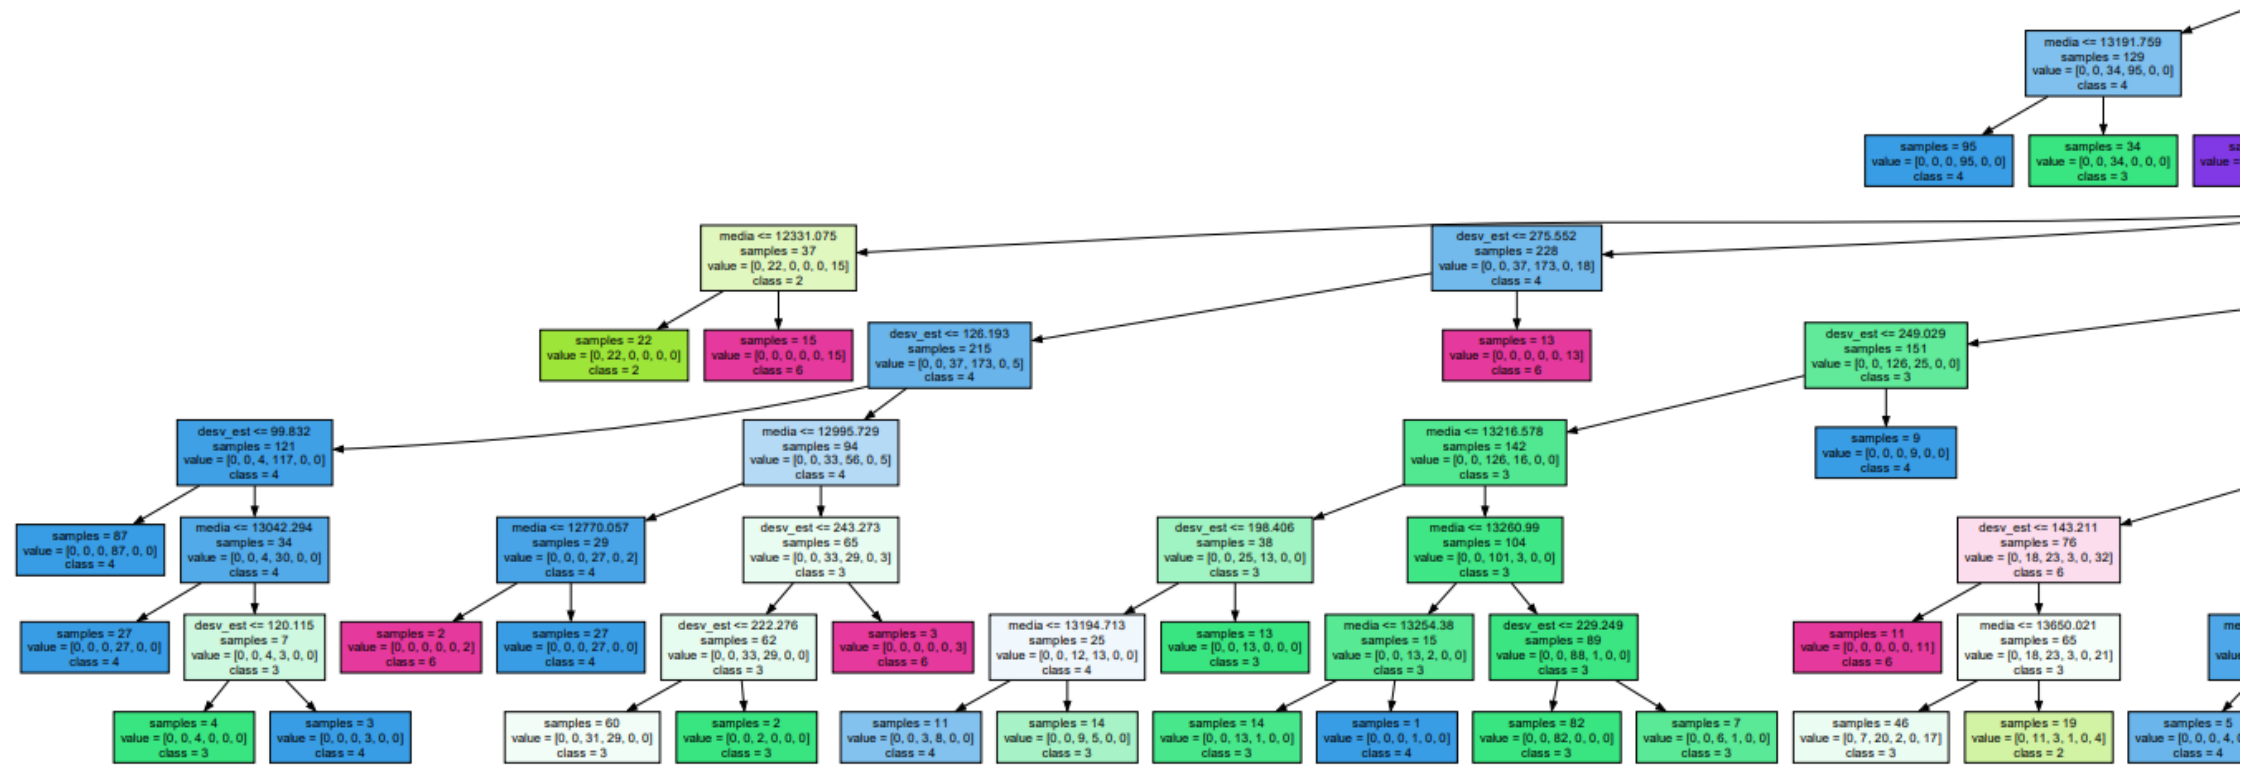 media <= 13191.759
samples = 129
value = [0, 0, 34, 95, 0, 0]
class = 4
samples = 95
value = [0, 0, 0, 95, 0, 0]
class = 4
samples = 34
value = [0, 0, 34, 0, 0, 0]
class = 3
value =
media <= 12331.075
samples = 37
value = [0, 22, 0, 0, 0, 15]
class = 2
desv_est <= 275.552
samples = 228
value = [0, 0, 37, 173, 0, 18]
class = 4
samples = 22
value = [0, 22, 0, 0, 0, 0]
class = 2
samples = 15
value = [0, 0, 0, 0, 0, 15]
class = 6
desv_est <= 126.193
samples = 215
value = [0, 0, 37, 173, 0, 5]
class = 4
samples = 13
value = [0, 0, 0, 0, 0, 13]
class = 6
desv_est <= 249.029
samples = 151
value = [0, 0, 126, 25, 0, 0]
class = 3
desv_est <= 99.832
samples = 121
value = [0, 0, 4, 117, 0, 0]
class = 4
media <= 12995.729
samples = 94
value = [0, 0, 33, 56, 0, 5]
class = 4
media <= 13216.578
samples = 142
value = [0, 0, 126, 16, 0, 0]
class = 3
samples = 9
value = [0, 0, 0, 9, 0, 0]
class = 4
samples = 87
value = [0, 0, 0, 87, 0, 0]
class = 4
media <= 13042.294
samples = 34
value = [0, 0, 4, 30, 0, 0]
class = 4
media <= 12770.057
samples = 29
value = [0, 0, 0, 27, 0, 2]
class = 4
desv_est <= 243.273
samples = 65
value = [0, 0, 33, 29, 0, 3]
class = 3
desv_est <= 198.406
samples = 38
value = [0, 0, 25, 13, 0, 0]
class = 3
media <= 13260.99
samples = 104
value = [0, 0, 101, 3, 0, 0]
class = 3
desv_est <= 143.211
samples = 76
value = [0, 18, 23, 3, 0, 32]
class = 6
samples = 27
value = [0, 0, 0, 27, 0, 0]
class = 4
desv_est <= 120.115
samples = 7
value = [0, 0, 4, 3, 0, 0]
class = 3
samples = 2
value = [0, 0, 0, 0, 0, 2]
class = 6
samples = 27
value = [0, 0, 0, 27, 0, 0]
class = 4
desv_est <= 222.276
samples = 62
value = [0, 0, 33, 29, 0, 0]
class = 3
samples = 3
value = [0, 0, 0, 0, 0, 3]
class = 6
media <= 13194.713
samples = 25
value = [0, 0, 12, 13, 0, 0]
class = 4
samples = 13
value = [0, 0, 13, 0, 0, 0]
class = 3
media <= 13254.38
samples = 15
value = [0, 0, 13, 2, 0, 0]
class = 3
desv_est <= 229.249
samples = 89
value = [0, 0, 88, 1, 0, 0]
class = 3
samples = 11
value = [0, 0, 0, 0, 0, 11]
class = 6
media <= 13650.021
samples = 65
value = [0, 18, 23, 3, 0, 21]
class = 3
samples = 4
value = [0, 0, 4, 0, 0, 0]
class = 3
samples = 3
value = [0, 0, 0, 3, 0, 0]
class = 4
samples = 60
value = [0, 0, 31, 29, 0, 0]
class = 3
samples = 2
value = [0, 0, 2, 0, 0, 0]
class = 3
samples = 11
value = [0, 0, 3, 8, 0, 0]
class = 4
samples = 14
value = [0, 0, 9, 5, 0, 0]
class = 3
samples = 14
value = [0, 0, 13, 1, 0, 0]
class = 3
samples = 1
value = [0, 0, 0, 1, 0, 0]
class = 4
samples = 82
value = [0, 0, 82, 0, 0, 0]
class = 3
samples = 7
value = [0, 0, 6, 1, 0, 0]
class = 3
samples = 46
value = [0, 7, 20, 2, 0, 17]
class = 3
samples = 19
value = [0, 11, 3, 1, 0, 4]
class = 2
samples = 5
value = [0, 0, 0, 4,
class = 4